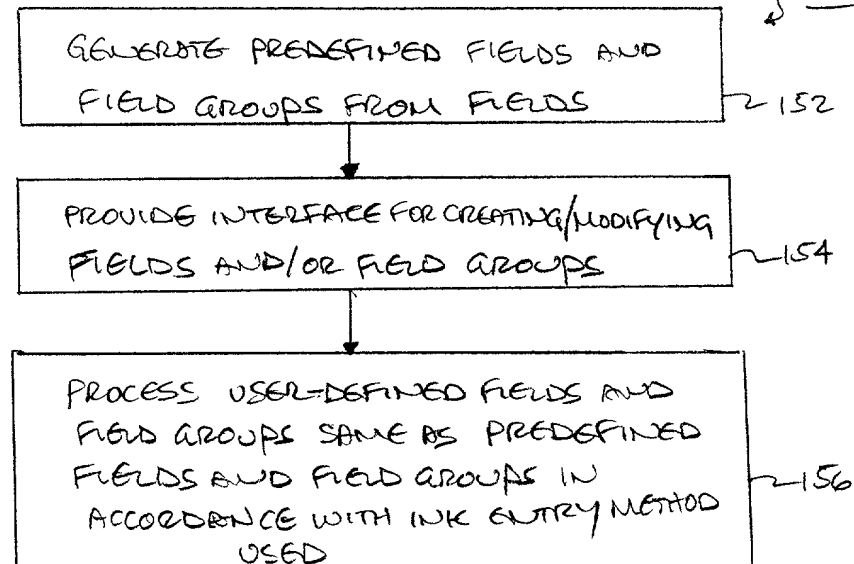 GENERATE PREDEFINED FIELDS AND
FIELD GROUPS FROM FIELDS
152
PROVIDE INTERFACE FOR CREATING/MODIFYING
FIELDS AND/OR FIELD GROUPS
154
PROCESS USER-DEFINED FIELDS AND
FIELD GROUPS SAME AS PREDEFINED
FIELDS AND FIELD GROUPS IN
ACCORDANCE WITH INK ENTRY METHOD
USED
156